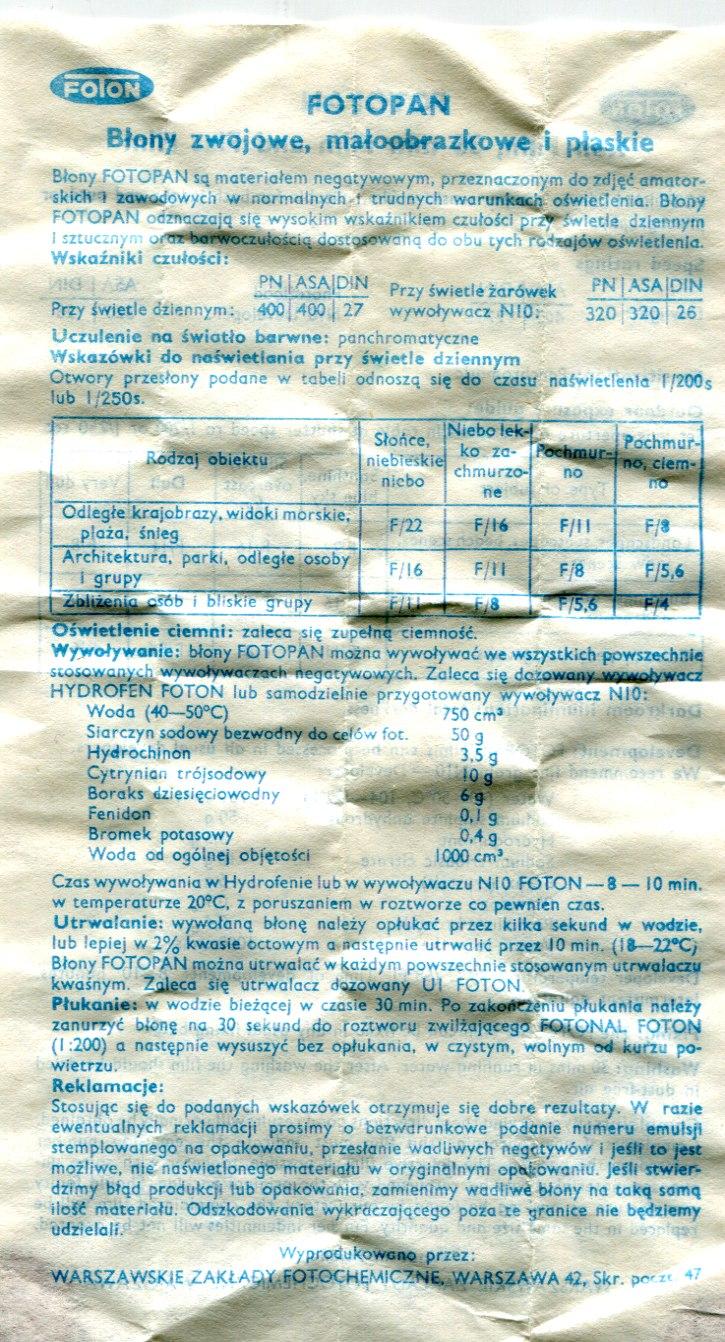 FOTON
FOTOPAN
FOTON
Błony zwojowe, małoobrazkowe i płaskie
Błony FOTOPAN są materiałem negatywowym, przeznaczonym do zdjęć amator-
skich i zawodowych w normalnych i trudnych warunkach oświetlenia. Błony
FOTOPAN odznaczają się wysokim wskaźnikiem czułości przy świetle dziennym
i sztucznym oraz barwoczułością dostosowaną do obu tych rodzajów oświetlenia.
Wskaźniki czułości:
PN | ASA | DIN
Przy świetle dziennym: 400 | 400 | 27
Przy świetle żarówek PN | ASA | DIN
wywoływacz N10: 320 | 320 | 26
Uczulenie na światło barwne: panchromatyczne
Wskazówki do naświetlania przy świetle dziennym
Otwory przesłony podane w tabeli odnoszą się do czasu naświetlenia 1/200s
lub 1/250s.
Rodzaj obiektu
Słońce,
niebieskie
niebo
Niebo lek-
ko za-
chmurzo-
ne
Pochmur-
no
Pochmur-
no, ciem-
no
Odległe krajobrazy, widoki morskie,
plaża, śnieg
F/22 F/16 F/11 F/8
Architektura, parki, odległe osoby
i grupy
F/16 F/11 F/8 F/5,6
Zbliżenia osób i bliskie grupy F/11 F/8 F/5,6 F/4
Oświetlenie ciemni: zaleca się zupełną ciemność.
Wywoływanie: błony FOTOPAN można wywoływać we wszystkich powszechnie
stosowanych wywoływaczach negatywowych. Zaleca się dozowany wywoływacz
HYDROFEN FOTON lub samodzielnie przygotowany wywoływacz N10:
Woda (40—50°C) 750 cm³
Siarczyn sodowy bezwodny do celów fot. 50 g
Hydrochinon 3,5 g
Cytrynian trójsodowy 10 g
Boraks dziesięciowodny 6 g
Fenidon 0,1 g
Bromek potasowy 0,4 g
Woda od ogólnej objętości 1000 cm³
Czas wywoływania w Hydrofenie lub w wywoływaczu N10 FOTON — 8 — 10 min.
w temperaturze 20°C, z poruszaniem w roztworze co pewnien czas.
Utrwalanie: wywołaną błonę należy opłukać przez kilka sekund w wodzie,
lub lepiej w 2% kwasie octowym a następnie utrwalić przez 10 min. (18—22°C)
Błony FOTOPAN można utrwalać w każdym powszechnie stosowanym utrwalaczu
kwaśnym. Zaleca się utrwalacz dozowany U1 FOTON.
Płukanie: w wodzie bieżącej w czasie 30 min. Po zakończeniu płukania należy
zanurzyć błonę na 30 sekund do roztworu zwilżającego FOTONAL FOTON
(1:200) a następnie wysuszyć bez opłukania, w czystym, wolnym od kurzu po-
wietrzu.
Reklamacje:
Stosując się do podanych wskazówek otrzymuje się dobre rezultaty. W razie
ewentualnych reklamacji prosimy o bezwarunkowe podanie numeru emulsji
stemplowanego na opakowaniu, przesłanie wadliwych negatywów i jeśli to jest
możliwe, nie naświetlonego materiału w oryginalnym opakowaniu. Jeśli stwier-
dzimy błąd produkcji lub opakowania, zamienimy wadliwe błony na taką samą
ilość materiału. Odszkodowania wykraczającego poza te granice nie będziemy
udzielali.
Wyprodukowano przez:
WARSZAWSKIE ZAKŁADY FOTOCHEMICZNE, WARSZAWA 42, Skr. poczt. 47